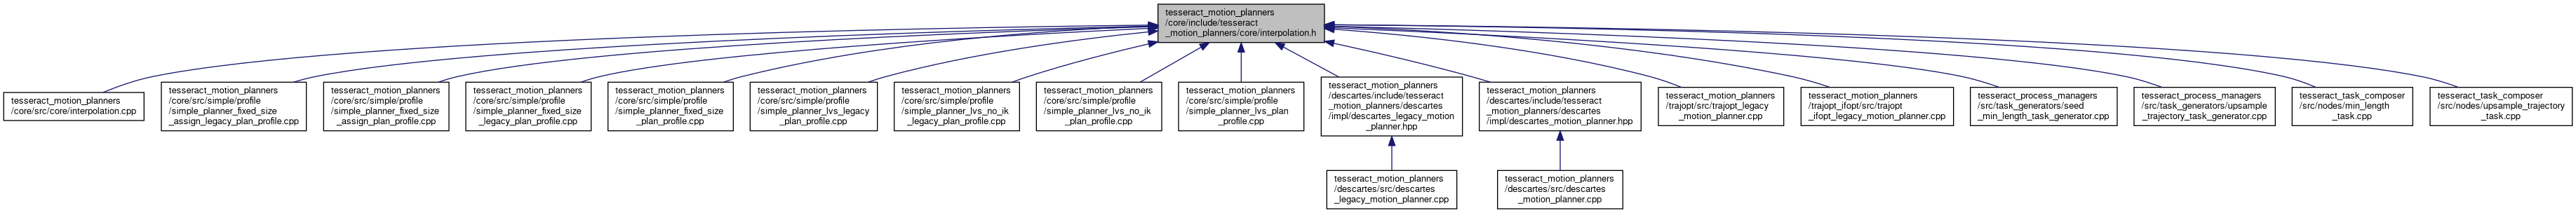 tesseract_motion_planners
/core/include/tesseract
_motion_planners/core/interpolation.h
tesseract_motion_planners
/core/src/core/interpolation.cpp
tesseract_motion_planners
/core/src/simple/profile
/simple_planner_fixed_size
_assign_legacy_plan_profile.cpp
tesseract_motion_planners
/core/src/simple/profile
/simple_planner_fixed_size
_assign_plan_profile.cpp
tesseract_motion_planners
/core/src/simple/profile
/simple_planner_fixed_size
_legacy_plan_profile.cpp
tesseract_motion_planners
/core/src/simple/profile
/simple_planner_fixed_size
_plan_profile.cpp
tesseract_motion_planners
/core/src/simple/profile
/simple_planner_lvs_legacy
_plan_profile.cpp
tesseract_motion_planners
/core/src/simple/profile
/simple_planner_lvs_no_ik
_legacy_plan_profile.cpp
tesseract_motion_planners
/core/src/simple/profile
/simple_planner_lvs_no_ik
_plan_profile.cpp
tesseract_motion_planners
/core/src/simple/profile
/simple_planner_lvs_plan
_profile.cpp
tesseract_motion_planners
/descartes/include/tesseract
_motion_planners/descartes
/impl/descartes_legacy_motion
_planner.hpp
tesseract_motion_planners
/descartes/include/tesseract
_motion_planners/descartes
/impl/descartes_motion_planner.hpp
tesseract_motion_planners
/trajopt/src/trajopt_legacy
_motion_planner.cpp
tesseract_motion_planners
/trajopt_ifopt/src/trajopt
_ifopt_legacy_motion_planner.cpp
tesseract_process_managers
/src/task_generators/seed
_min_length_task_generator.cpp
tesseract_process_managers
/src/task_generators/upsample
_trajectory_task_generator.cpp
tesseract_task_composer
/src/nodes/min_length
_task.cpp
tesseract_task_composer
/src/nodes/upsample_trajectory
_task.cpp
tesseract_motion_planners
/descartes/src/descartes
_legacy_motion_planner.cpp
tesseract_motion_planners
/descartes/src/descartes
_motion_planner.cpp